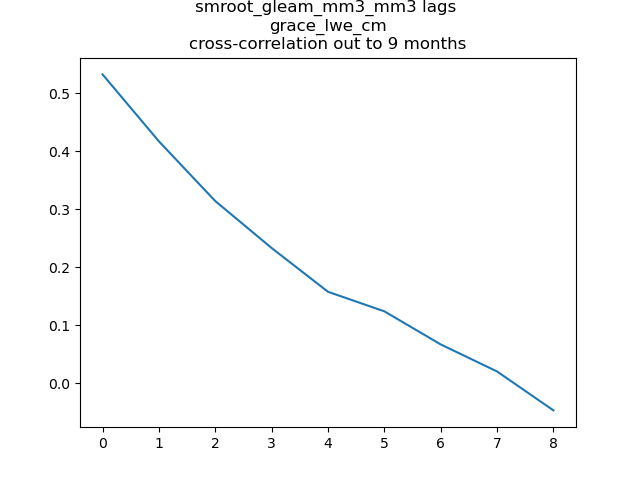 smroot_gleam_mm3_mm3 lags
grace_lwe_cm
cross-correlation out to 9 months
0.5
0.4
0.3
0.2
0.1
0.0
0 1 2 3 4 5 6 7 8